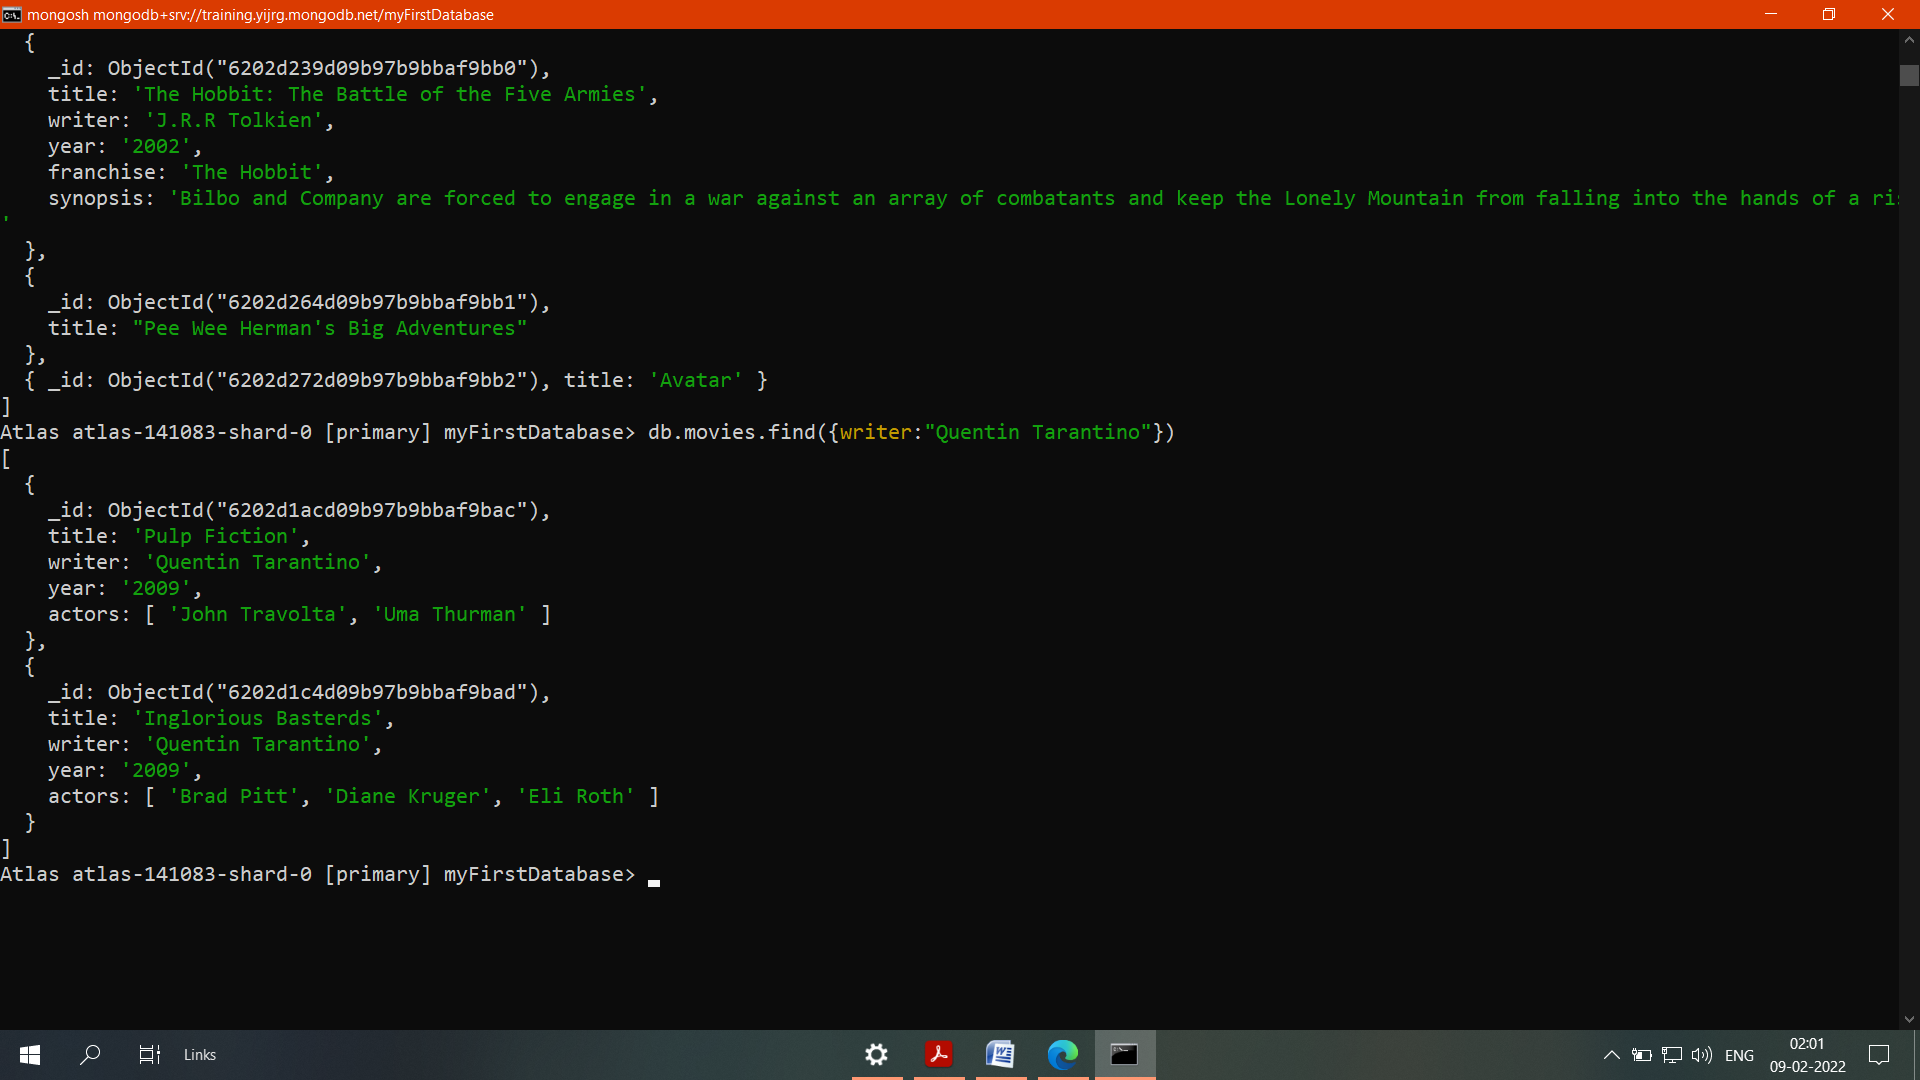 mongosh mongodb+srv://training.yijrg.mongodb.net/myFirstDatabase
{
_id: ObjectId("6202d239d09b97b9bbaf9bb0"),
title: 'The Hobbit: The Battle of the Five Armies',
writer: 'J.R.R Tolkien',
year: '2002',
franchise: 'The Hobbit',
synopsis: 'Bilbo and Company are forced to engage in a war against an array of combatants and keep the Lonely Mountain from falling into the hands of a ris
'
},
{
_id: ObjectId("6202d264d09b97b9bbaf9bb1"),
title: "Pee Wee Herman's Big Adventures"
},
{ _id: ObjectId("6202d272d09b97b9bbaf9bb2"), title: 'Avatar' }
]
Atlas atlas-141083-shard-0 [primary] myFirstDatabase> db.movies.find({writer:"Quentin Tarantino"})
[
{
_id: ObjectId("6202d1acd09b97b9bbaf9bac"),
title: 'Pulp Fiction',
writer: 'Quentin Tarantino',
year: '2009',
actors: [ 'John Travolta', 'Uma Thurman' ]
},
{
_id: ObjectId("6202d1c4d09b97b9bbaf9bad"),
title: 'Inglorious Basterds',
writer: 'Quentin Tarantino',
year: '2009',
actors: [ 'Brad Pitt', 'Diane Kruger', 'Eli Roth' ]
}
]
Atlas atlas-141083-shard-0 [primary] myFirstDatabase>
Links
ENG
02:01
09-02-2022